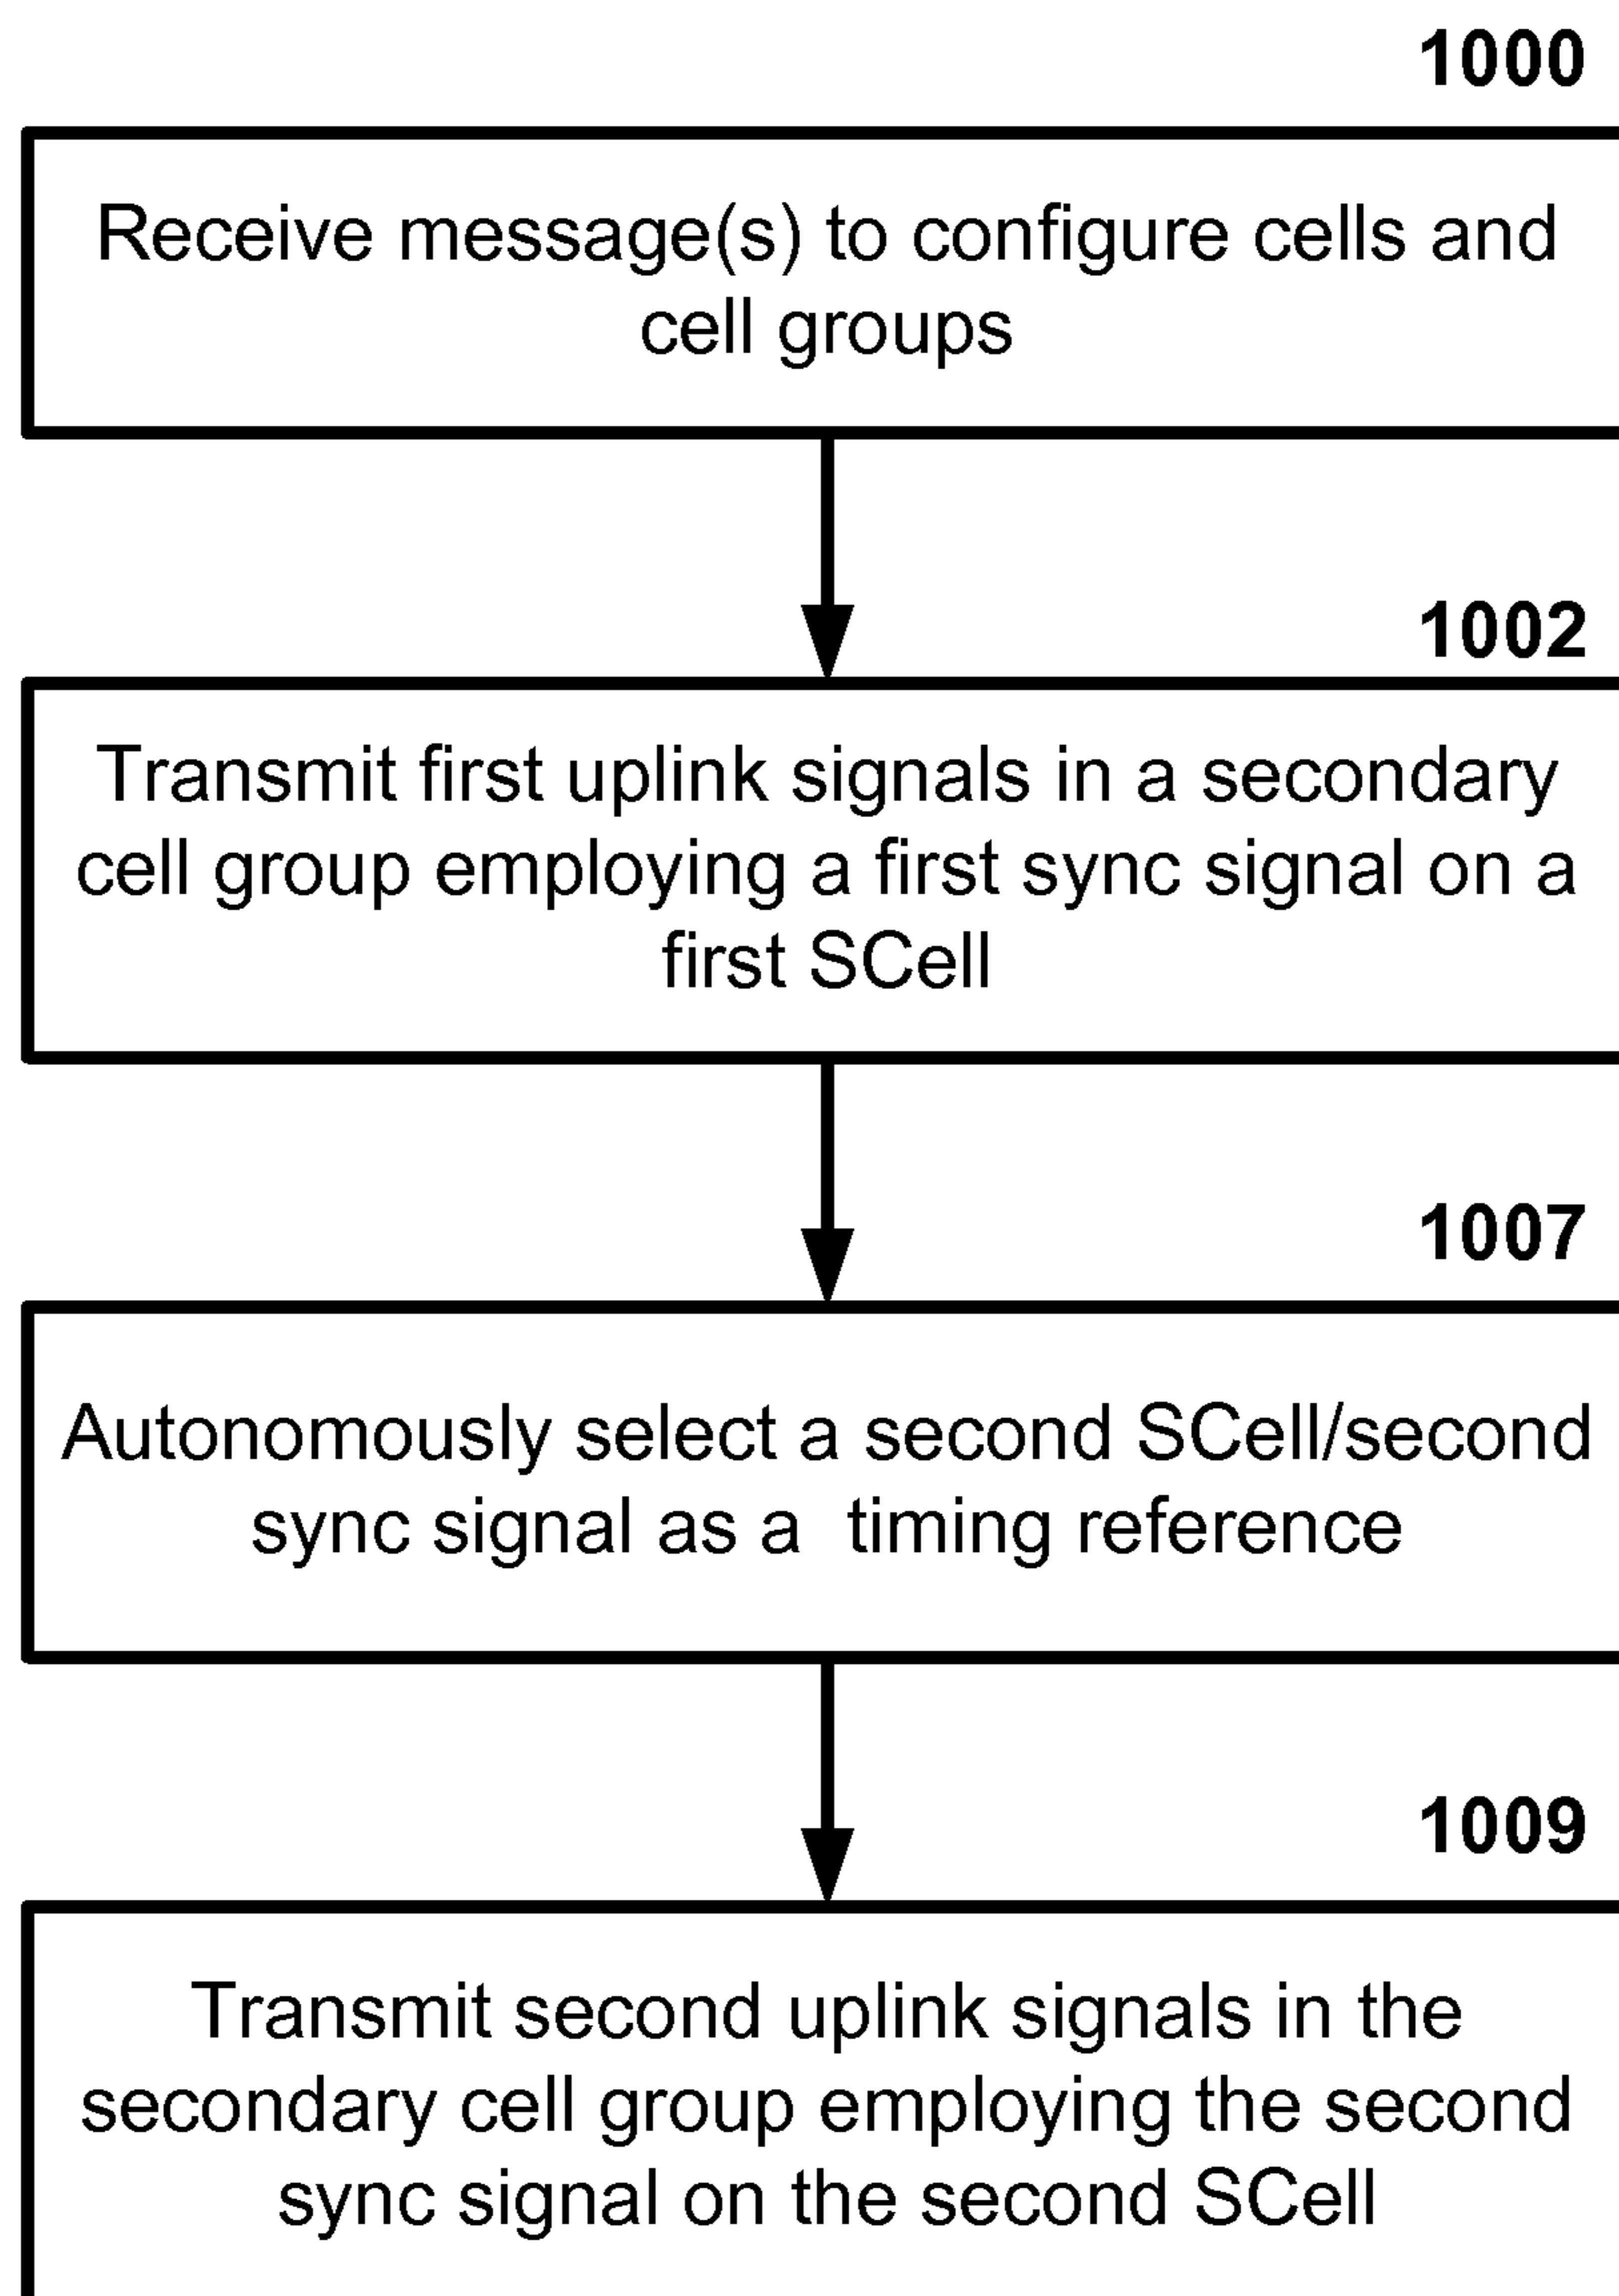 1000
Receive message(s) to configure cells and
cell groups
1002
Transmit first uplink signals in a secondary
cell group employing a first sync signal on a
first SCell
1007
Autonomously select a second SCell/second
sync signal as a  timing reference
1009
Transmit second uplink signals in the
secondary cell group employing the second
sync signal on the second SCell